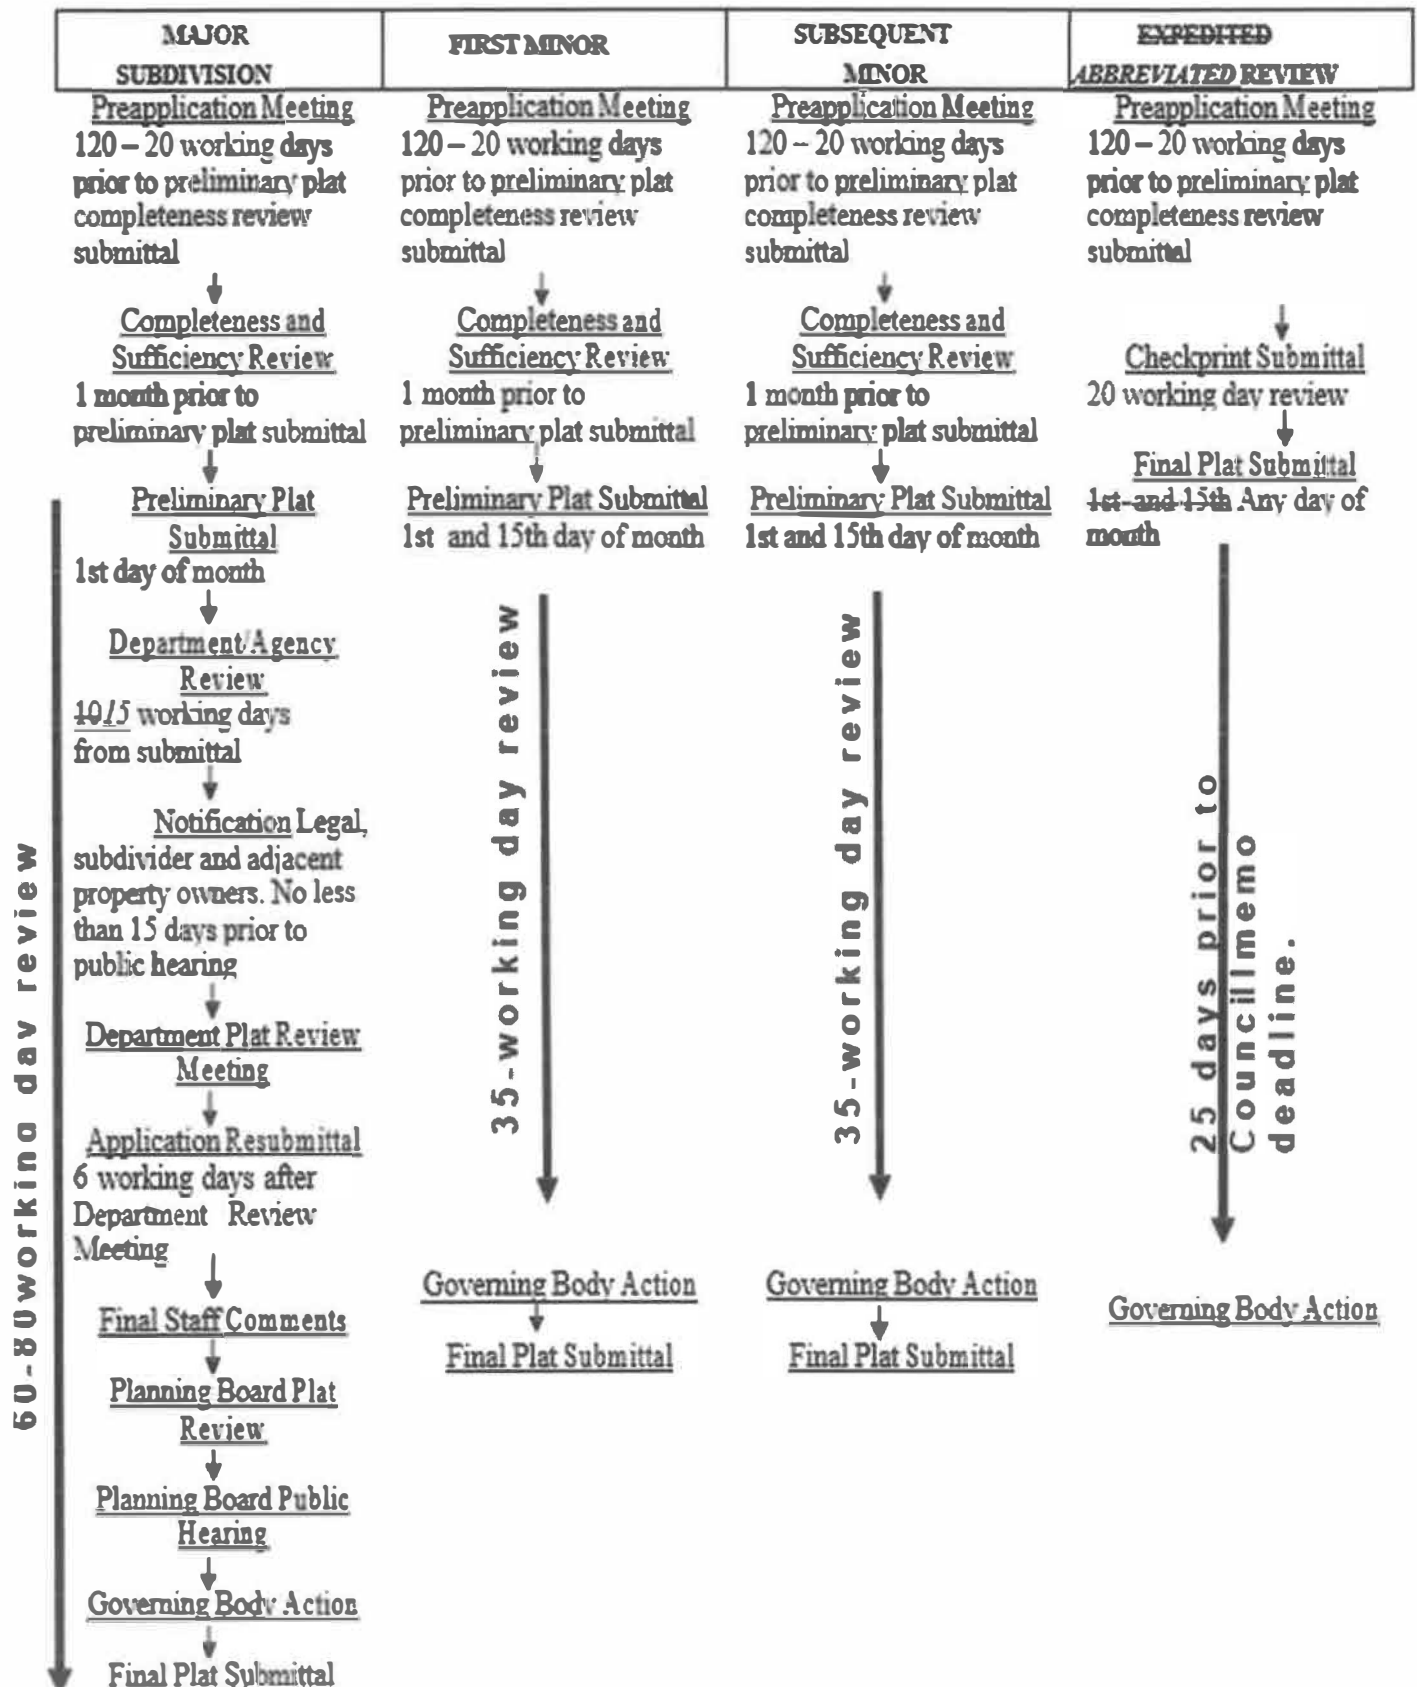 MAJOR
SUBDIVISION
Preapplication Meeting
120 – 20 working days
prior to preliminary plat
completeness review
submittal
Completeness and
Sufficiency Review
1 month prior to
preliminary plat submittal
Preliminary Plat
Submittal
1st day of month
Department/Agency
Review
1015 working days
from submittal
Notification Legal,
subdivider and adjacent
property owners. No less
than 15 days prior to
public hearing
Department Plat Review
Meeting
Application Resubmittal
6 working days after
Department Review
Meeting
Final Staff Comments
Planning Board Plat
Review
Planning Board Public
Hearing
Governing Body Action
Final Plat Submittal
60-80working day review
FIRST MINOR
Preapplication Meeting
120 – 20 working days
prior to preliminary plat
completeness review
submittal
Completeness and
Sufficiency Review
1 month prior to
preliminary plat submittal
Preliminary Plat Submittal
1st and 15th day of month
35-working day review
Governing Body Action
Final Plat Submittal
SUBSEQUENT
MINOR
Preapplication Meeting
120 – 20 working days
prior to preliminary plat
completeness review
submittal
Completeness and
Sufficiency Review
1 month prior to
preliminary plat submittal
Preliminary Plat Submittal
1st and 15th day of month
35-working day review
Governing Body Action
Final Plat Submittal
EXPEDITED
ABBREVIATED REVIEW
Preapplication Meeting
120 – 20 working days
prior to preliminary plat
completeness review
submittal
Checkprint Submittal
20 working day review
Final Plat Submittal
1st-and 15th Any day of
month
25 days prior to
Councilmemo
deadline.
Governing Body Action